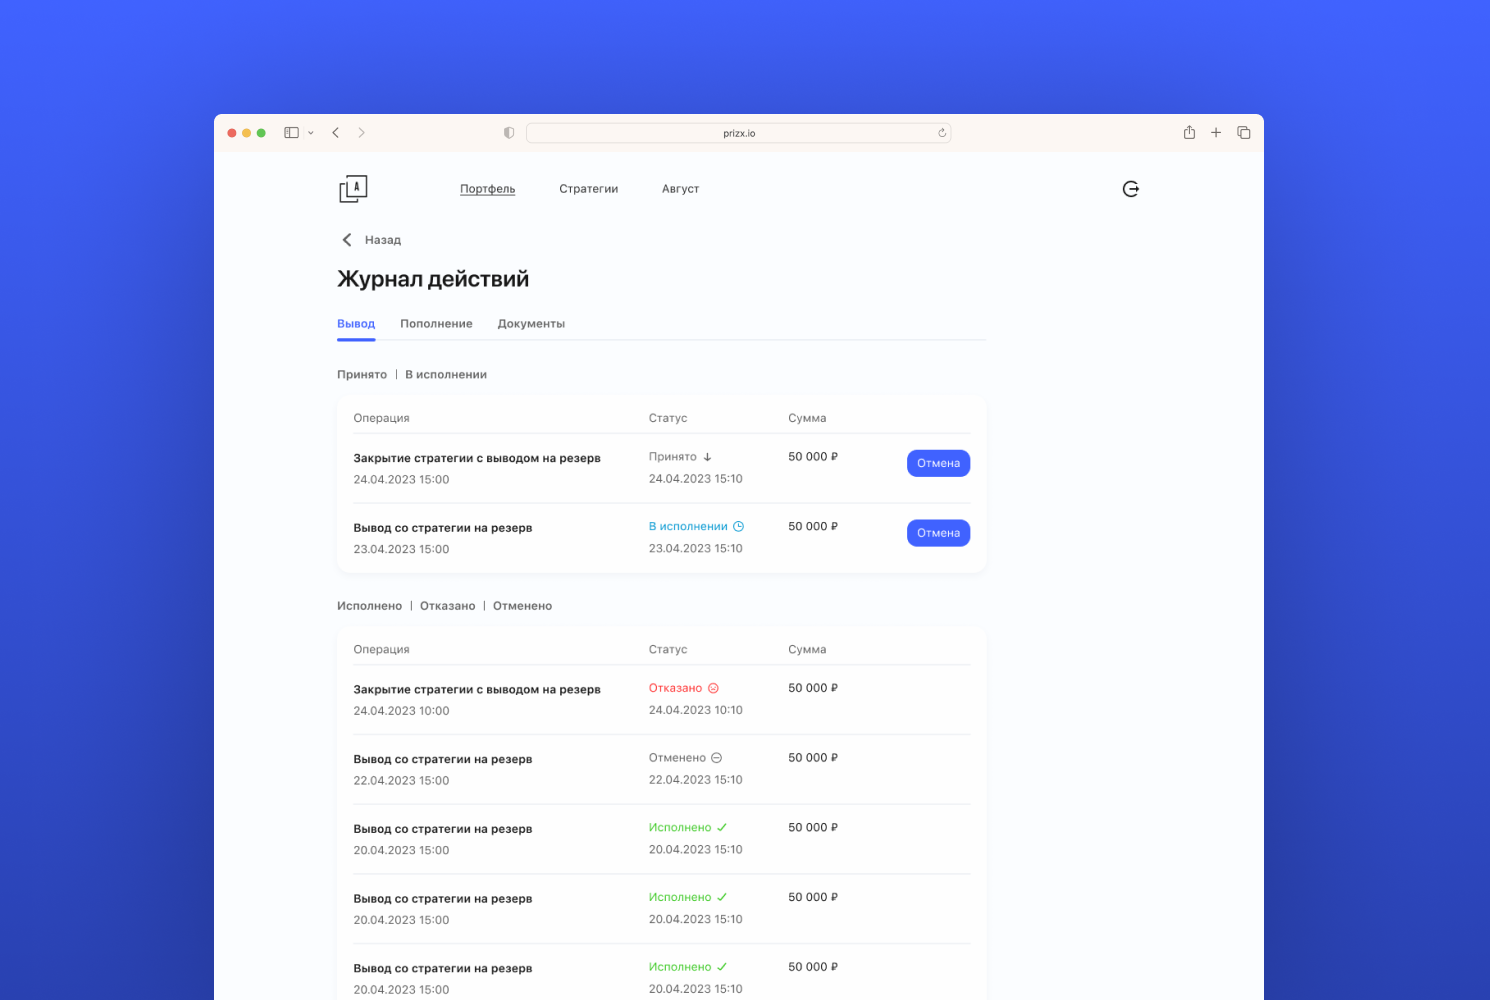 prizx.io
A
Портфель Стратегии Август
Назад
Журнал действий
Вывод Пополнение Документы
Принято | В исполнении
Операция Статус Сумма
Закрытие стратегии с выводом на резерв Принято 50 000 ₽ Отмена
24.04.2023 15:00 24.04.2023 15:10
Вывод со стратегии на резерв В исполнении 50 000 ₽ Отмена
23.04.2023 15:00 23.04.2023 15:10
Исполнено | Отказано | Отменено
Операция Статус Сумма
Закрытие стратегии с выводом на резерв Отказано 50 000 ₽
24.04.2023 10:00 24.04.2023 10:10
Вывод со стратегии на резерв Отменено 50 000 ₽
22.04.2023 15:00 22.04.2023 15:10
Вывод со стратегии на резерв Исполнено 50 000 ₽
20.04.2023 15:00 20.04.2023 15:10
Вывод со стратегии на резерв Исполнено 50 000 ₽
20.04.2023 15:00 20.04.2023 15:10
Вывод со стратегии на резерв Исполнено 50 000 ₽
20.04.2023 15:00 20.04.2023 15:10